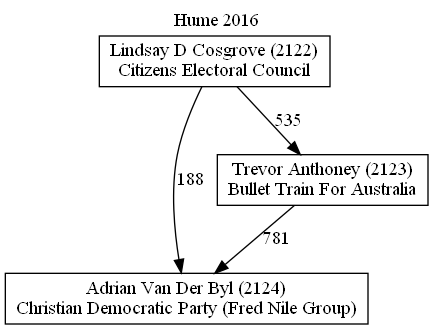 Hume 2016
Lindsay D Cosgrove (2122)
Citizens Electoral Council
535
Trevor Anthoney (2123)
Bullet Train For Australia
188
781
Adrian Van Der Byl (2124)
Christian Democratic Party (Fred Nile Group)